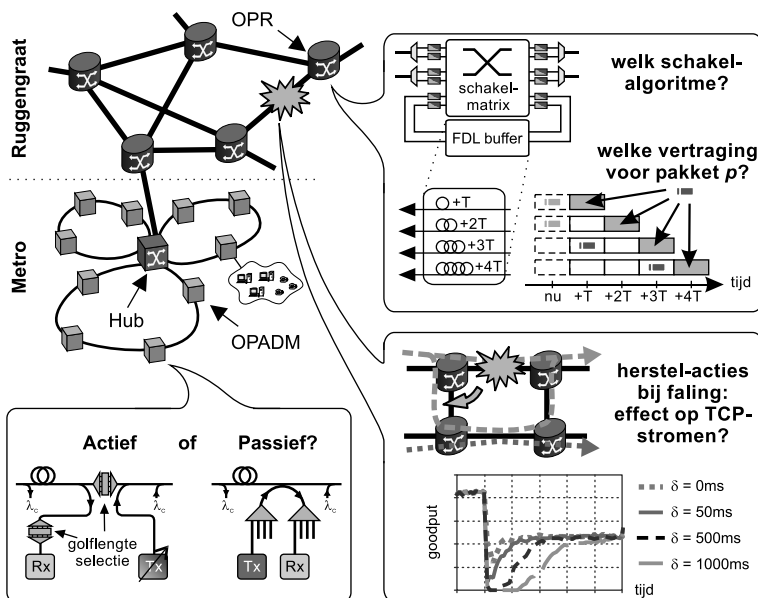 OPR
Ruggengraat
Metro
Hub
OPADM
schakel-
matrix
FDL buffer
welk schakel-
algoritme?
welke vertraging
voor pakket p?
+T
+2T
+3T
+4T
nu
+T
+2T
+3T
+4T
tijd
Actief of Passief?
λc
λc
λc
λc
golflengte
selectie
Rx
Tx
Tx
Rx
herstel-acties
bij faling:
effect op TCP-
stromen?
goodput
tijd
δ = 0ms
δ = 50ms
δ = 500ms
δ = 1000ms